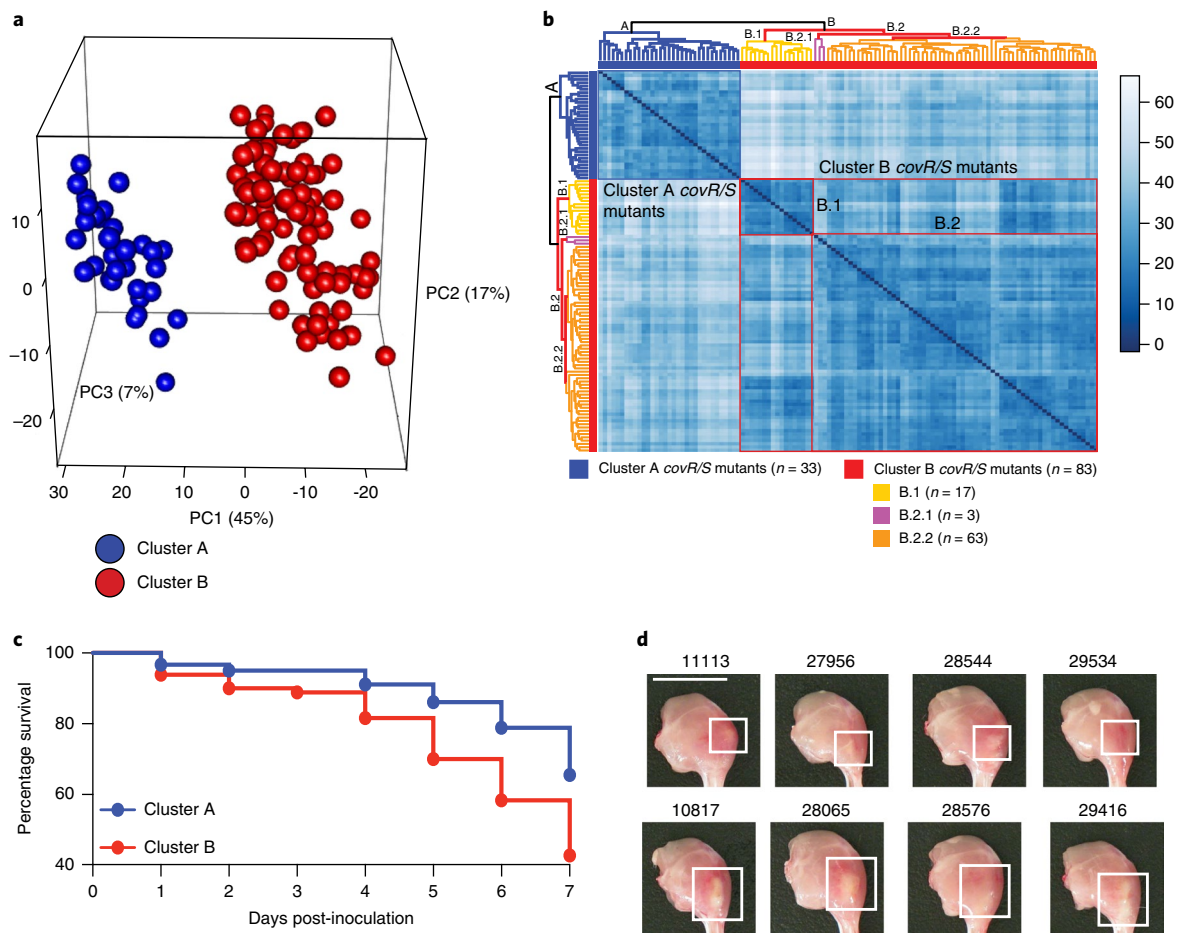 a
10
0
−10
−20
PC2 (17%)
PC3 (7%)
30 20 10 0 -10 -20
PC1 (45%)
Cluster A
Cluster B
b
A
B
B.1
B.2
B.2.1
B.2.2
A
B.1
B.2.1
B.2
B.2.2
Cluster B covR/S mutants
Cluster A covR/S
mutants
B.1
B.2
60
50
40
30
20
10
0
Cluster A covR/S mutants (n = 33)
Cluster B covR/S mutants (n = 83)
B.1 (n = 17)
B.2.1 (n = 3)
B.2.2 (n = 63)
c
Percentage survival
100
80
60
40
Cluster A
Cluster B
0 1 2 3 4 5 6 7
Days post-inoculation
d
11113 27956 28544 29534
10817 28065 28576 29416